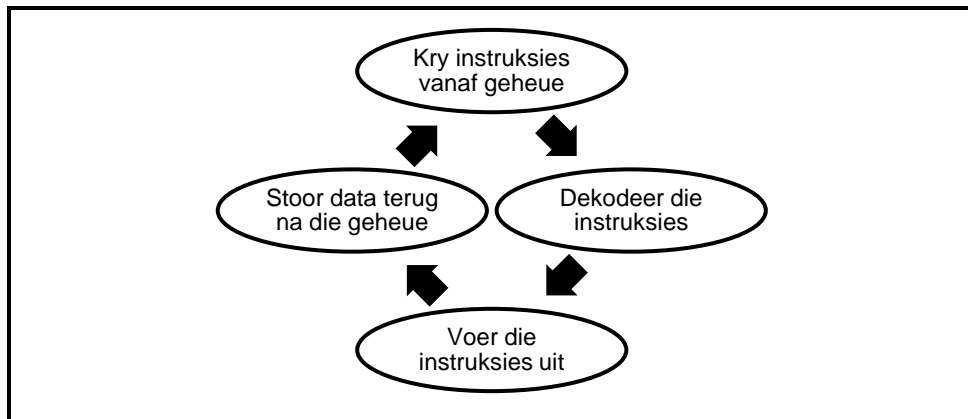 Kry instruksies
vanaf geheue
Stoor data terug
na die geheue
Dekodeer die
instruksies
Voer die
instruksies uit